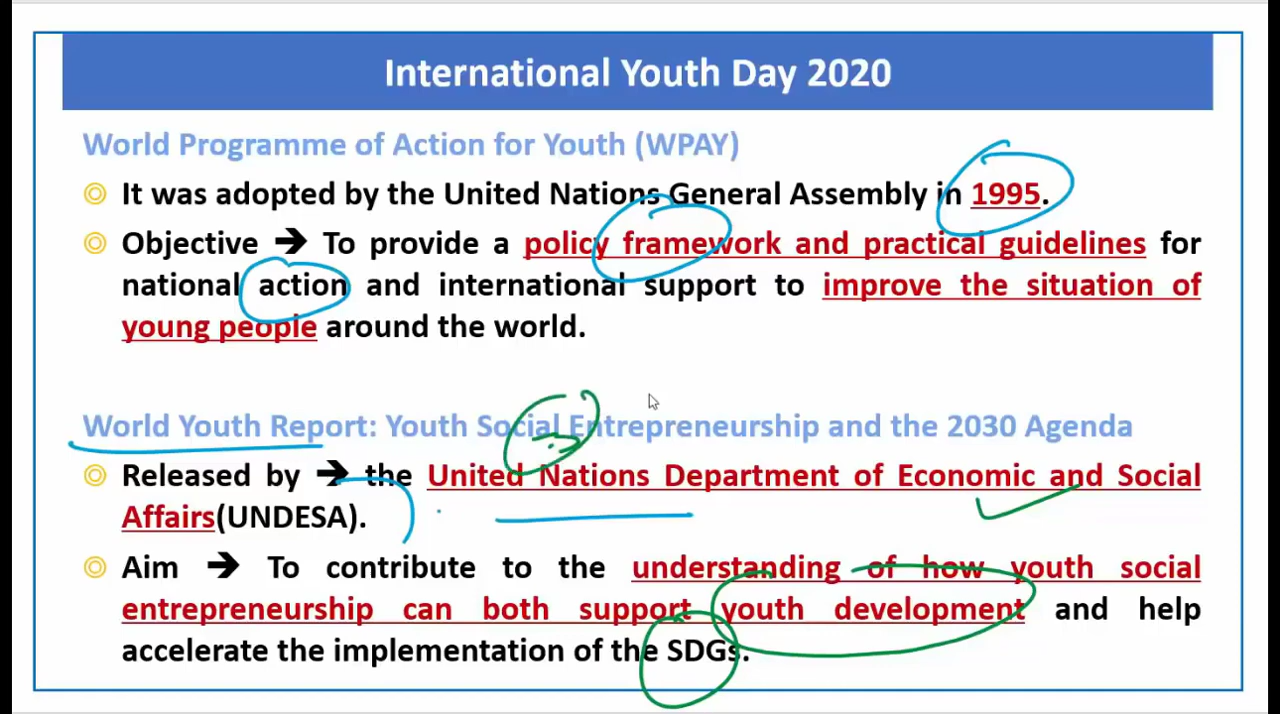 International Youth Day 2020
World Programme of Action for Youth (WPAY)
◎ It was adopted by the United Nations General Assembly in 1995.
◎ Objective ➔ To provide a policy framework and practical guidelines for
national action and international support to improve the situation of
young people around the world.
World Youth Report: Youth Social Entrepreneurship and the 2030 Agenda
◎ Released by ➔ the United Nations Department of Economic and Social
Affairs(UNDESA).
◎ Aim ➔ To contribute to the understanding of how youth social
entrepreneurship can both support youth development and help
accelerate the implementation of the SDGs.